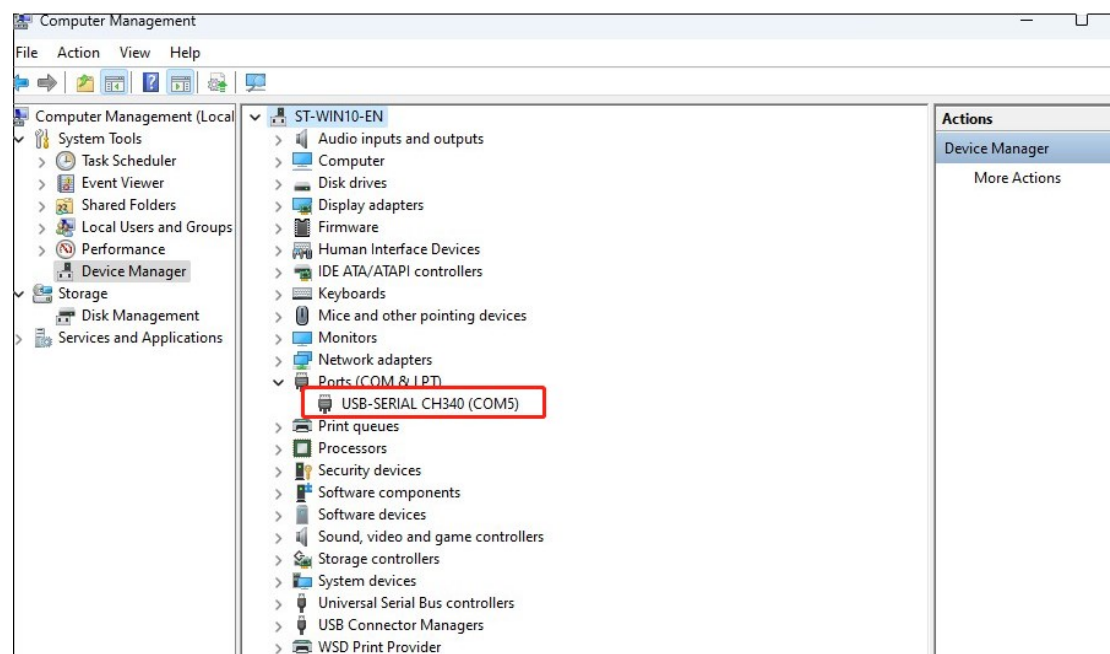 Computer Management
File Action View Help
Computer Management (Local
System Tools
Task Scheduler
Event Viewer
Shared Folders
Local Users and Groups
Performance
Device Manager
Storage
Disk Management
Services and Applications
ST-WIN10-EN
Audio inputs and outputs
Computer
Disk drives
Display adapters
Firmware
Human Interface Devices
IDE ATA/ATAPI controllers
Keyboards
Mice and other pointing devices
Monitors
Network adapters
Ports (COM & LPT)
USB-SERIAL CH340 (COM5)
Print queues
Processors
Security devices
Software components
Software devices
Sound, video and game controllers
Storage controllers
System devices
Universal Serial Bus controllers
USB Connector Managers
WSD Print Provider
Actions
Device Manager
More Actions